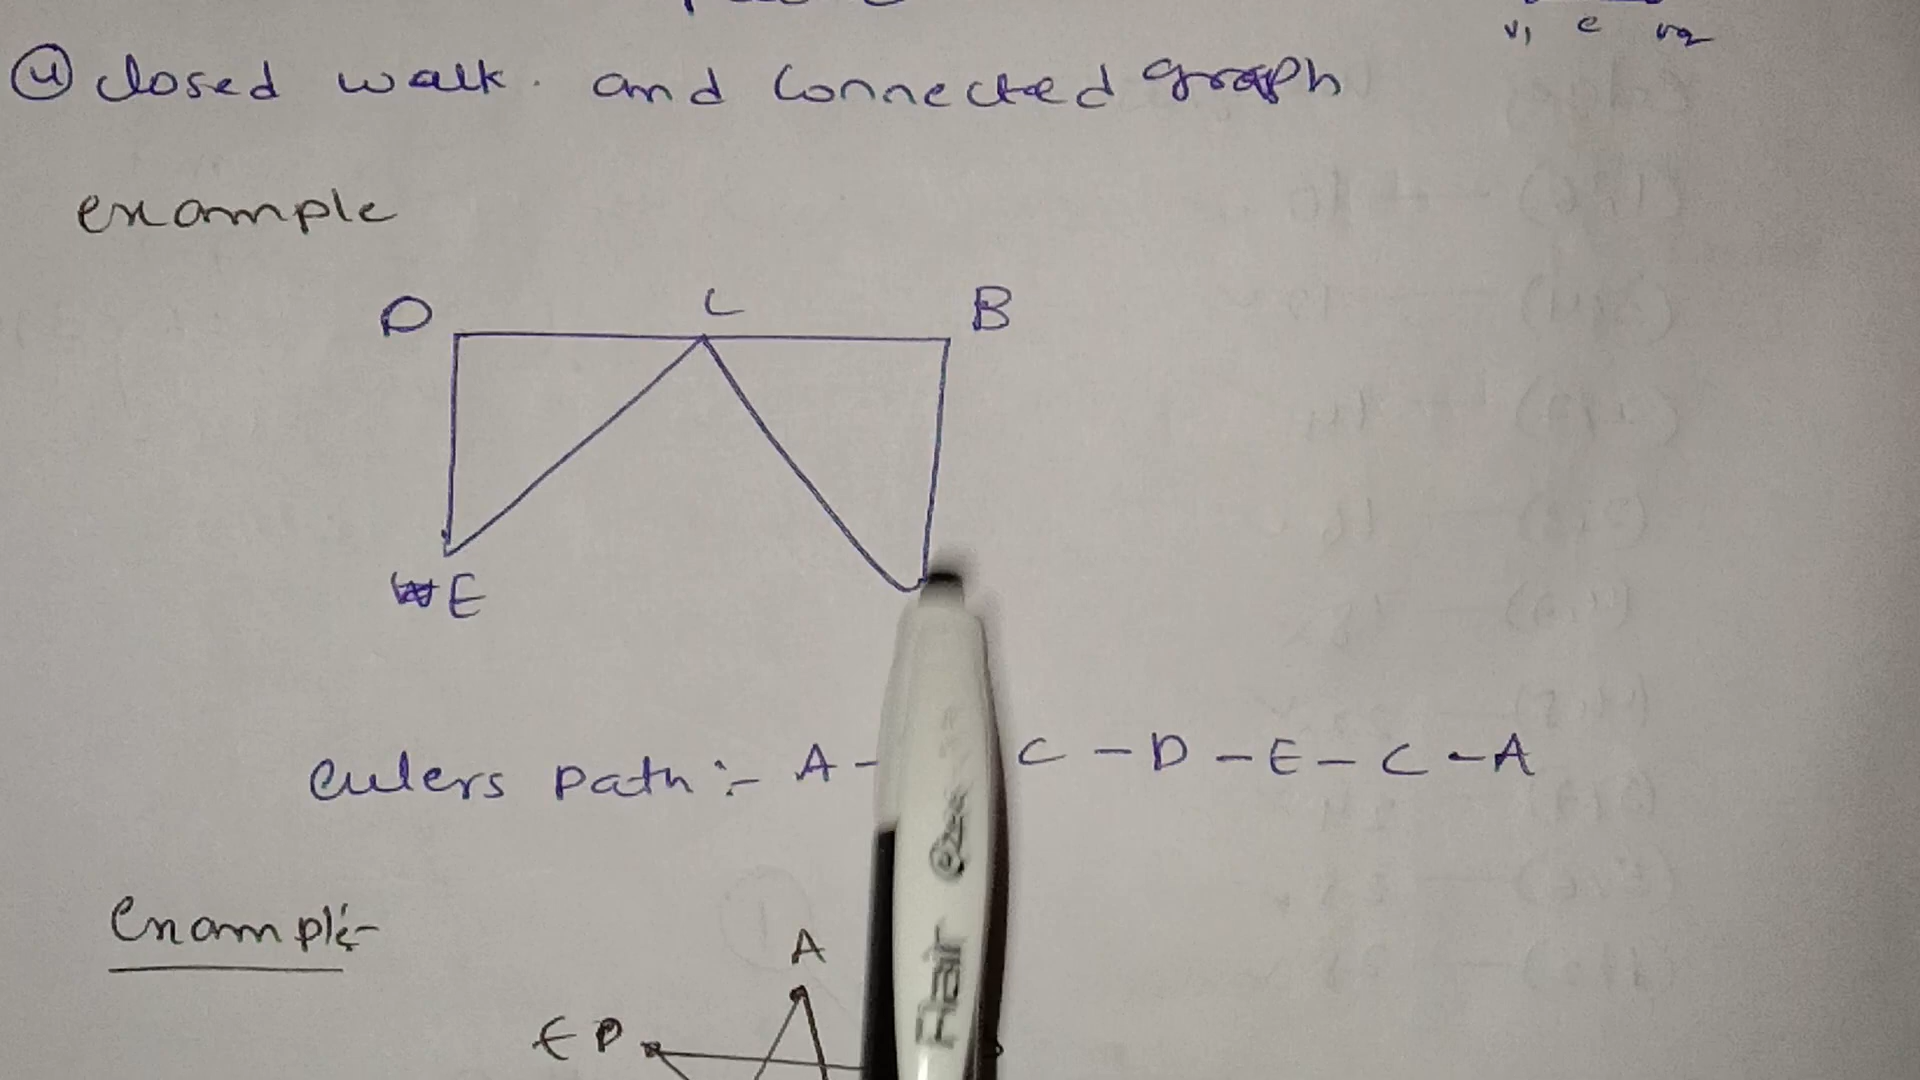 v1 e v2
④ closed walk. and connected graph
example
D C B
E
eulers path :- A - C - D - E - C - A
Example:-
A
E D
Flair